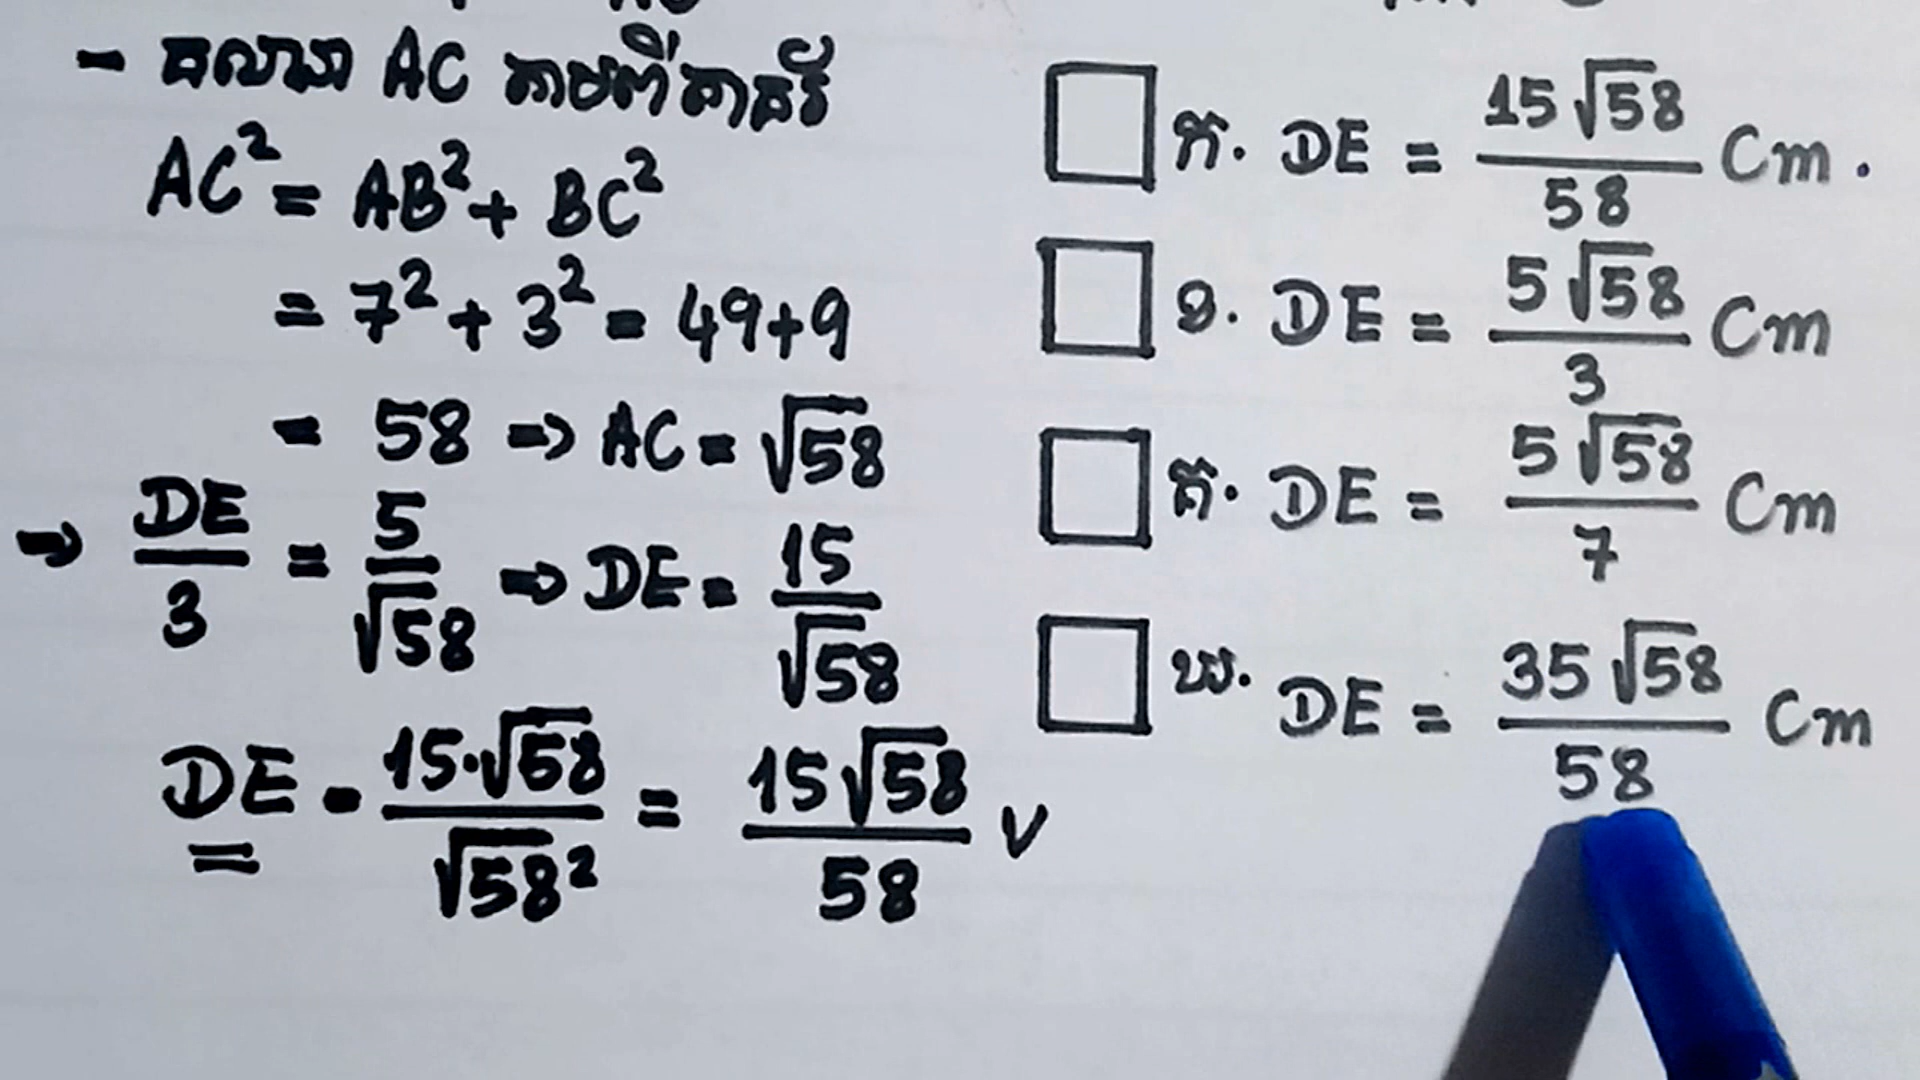 - គណនា AC តាមពីតាគ័រ
AC² = AB² + BC²
= 7² + 3² = 49+9
= 58 ⇒ AC = √58
⇒ DE/3 = 5/√58 ⇒ DE = 15/√58
DE = 15·√58/√58² = 15√58/58 v
ក. DE = 15√58/58 Cm.
ខ. DE = 5√58/3 Cm
គ. DE = 5√58/7 Cm
ឃ. DE = 35√58/58 Cm